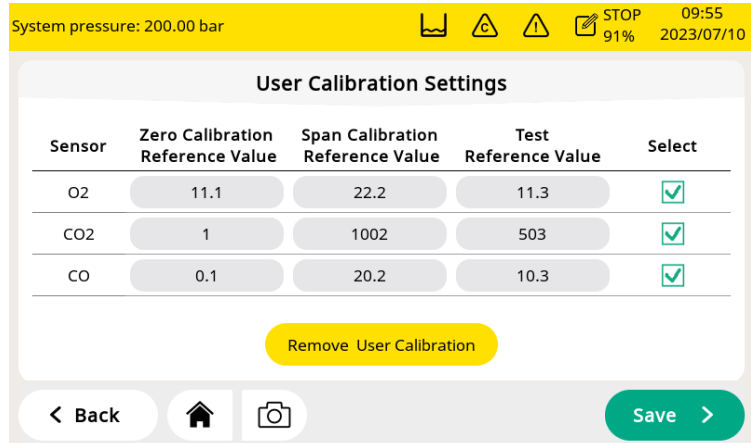 System pressure: 200.00 bar
C
!
STOP
91%
09:55
2023/07/10
User Calibration Settings
Sensor
Zero Calibration
Reference Value
Span Calibration
Reference Value
Test
Reference Value
Select
O2 11.1 22.2 11.3
CO2 1 1002 503
CO 0.1 20.2 10.3
Remove User Calibration
Back
Save